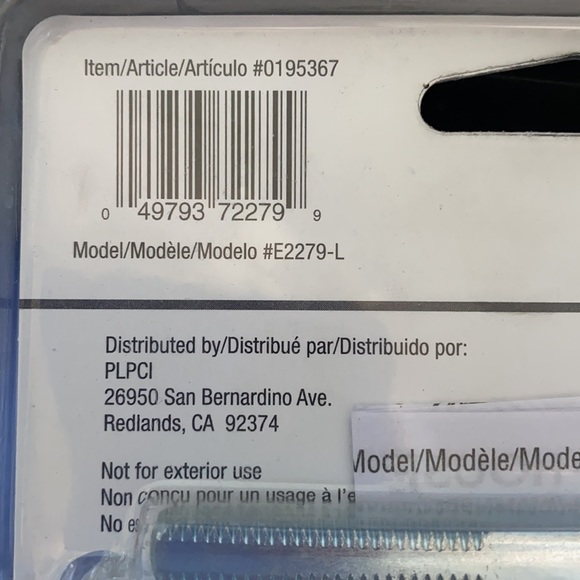 Item/Article/Artículo #0195367
0 49793 72279 9
Model/Modèle/Modelo #E2279-L
Distributed by/Distribué par/Distribuido por:
PLPCI
26950 San Bernardino Ave.
Redlands, CA 92374
Model/Modèle/Mode
Not for exterior use
Non conçu pour un usage à l'e
No